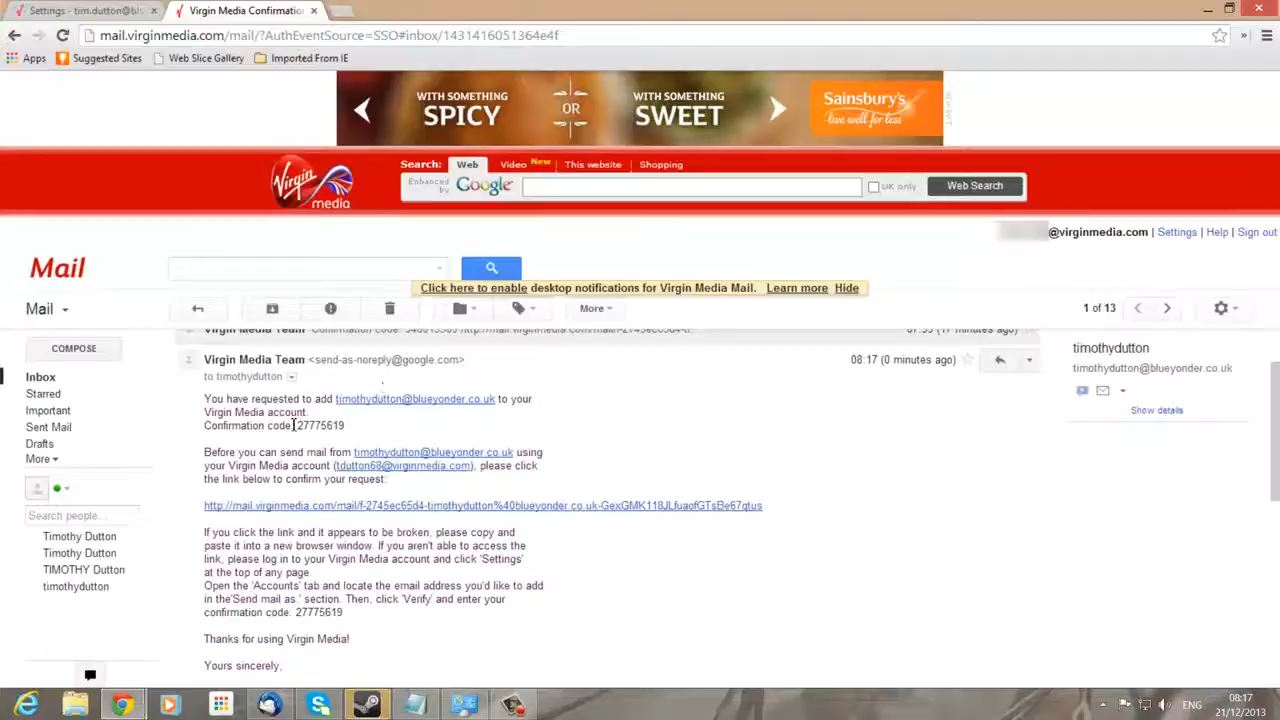 Settings - tim.dutton@bls
Virgin Media Confirmatio
mail.virginmedia.com/mail/?AuthEventSource=SSO#inbox/1431416051364e4f
Apps Suggested Sites Web Slice Gallery Imported From IE
WITH SOMETHING SPICY
OR
WITH SOMETHING SWEET
Sainsbury's
live well for less
Virgin media
Search: Web Video New This website Shopping
Enhanced by Google UK only Web Search
@virginmedia.com | Settings | Help | Sign out
Mail
Click here to enable desktop notifications for Virgin Media Mail. Learn more Hide
Mail More 1 of 13
COMPOSE
Inbox
Starred
Important
Sent Mail
Drafts
More
Search people...
Timothy Dutton
Timothy Dutton
TIMOTHY Dutton
timothydutton
Virgin Media Team
Virgin Media Team <send-as-noreply@google.com> 08:17 (0 minutes ago)
to timothydutton
You have requested to add timothydutton@blueyonder.co.uk to your
Virgin Media account.
Confirmation code: 27775619
Before you can send mail from timothydutton@blueyonder.co.uk using
your Virgin Media account (tdutton68@virginmedia.com), please click
the link below to confirm your request:
http://mail.virginmedia.com/mail/f-2745ec65d4-timothydutton%40blueyonder.co.uk-GexGMK118JLfuaofGTsBe67qtus
If you click the link and it appears to be broken, please copy and
paste it into a new browser window. If you aren't able to access the
link, please log in to your Virgin Media account and click 'Settings'
at the top of any page.
Open the 'Accounts' tab and locate the email address you'd like to add
in the'Send mail as:' section. Then, click 'Verify' and enter your
confirmation code: 27775619
Thanks for using Virgin Media!
Yours sincerely,
timothydutton
timothydutton@blueyonder.co.uk
Show details
ENG
08:17
21/12/2013